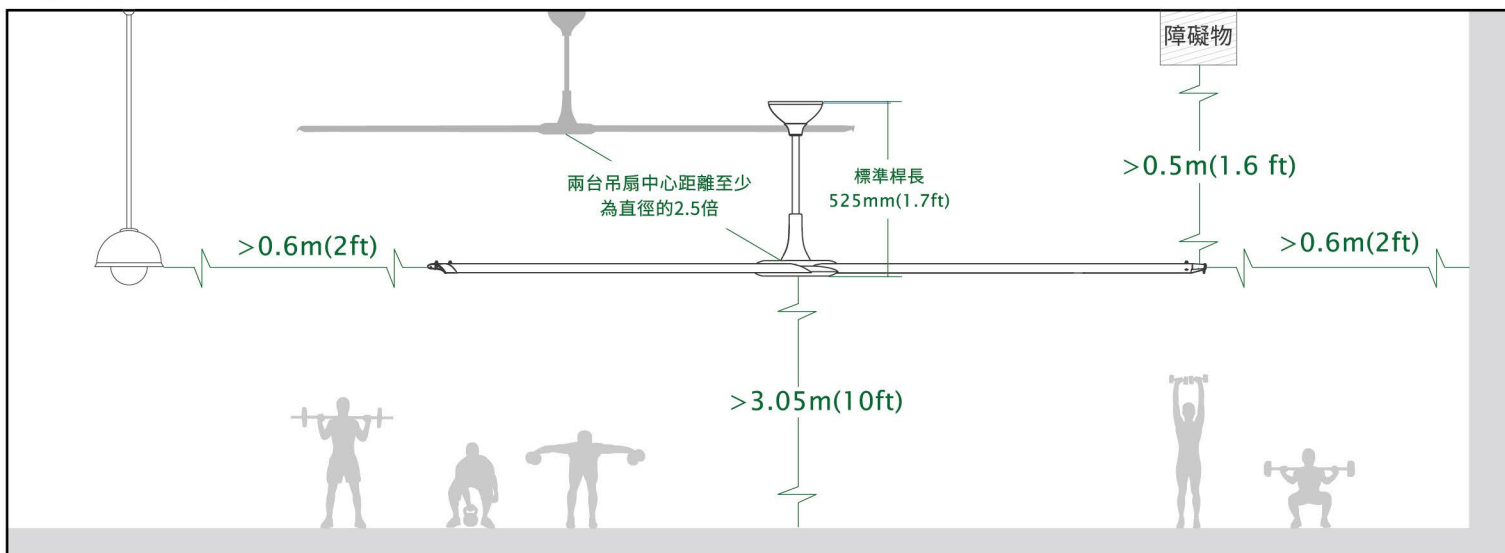 障礙物
兩台吊扇中心距離至少
為直徑的2.5倍
標準桿長
525mm(1.7ft)
>0.5m(1.6 ft)
>0.6m(2ft)
>0.6m(2ft)
>3.05m(10ft)